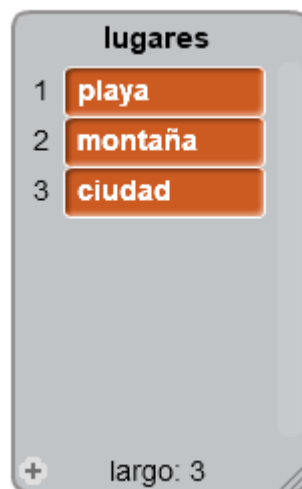 lugares
1 playa
2 montaña
3 ciudad
+ largo: 3